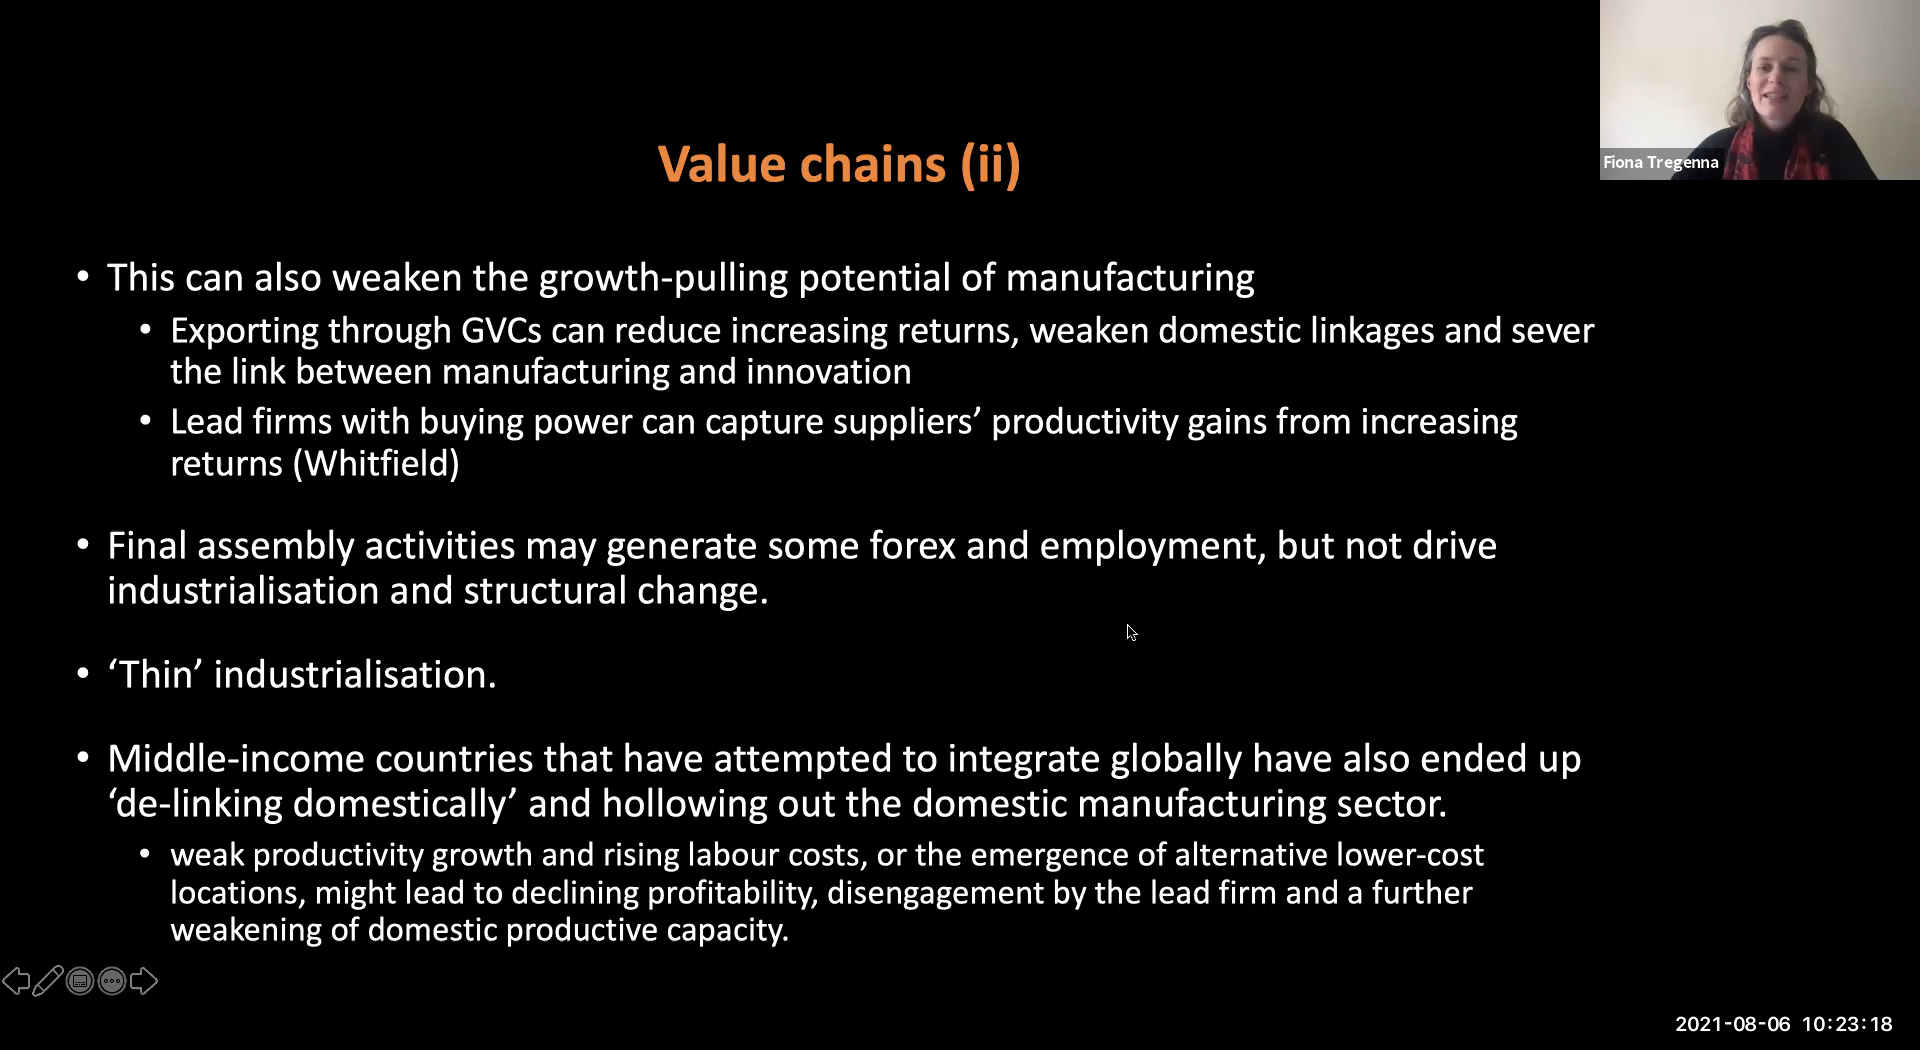 Fiona Tregenna
Value chains (ii)
• This can also weaken the growth-pulling potential of manufacturing
• Exporting through GVCs can reduce increasing returns, weaken domestic linkages and sever
the link between manufacturing and innovation
• Lead firms with buying power can capture suppliers’ productivity gains from increasing
returns (Whitfield)
• Final assembly activities may generate some forex and employment, but not drive
industrialisation and structural change.
• ‘Thin’ industrialisation.
• Middle-income countries that have attempted to integrate globally have also ended up
‘de-linking domestically’ and hollowing out the domestic manufacturing sector.
• weak productivity growth and rising labour costs, or the emergence of alternative lower-cost
locations, might lead to declining profitability, disengagement by the lead firm and a further
weakening of domestic productive capacity.
2021-08-06 10:23:18